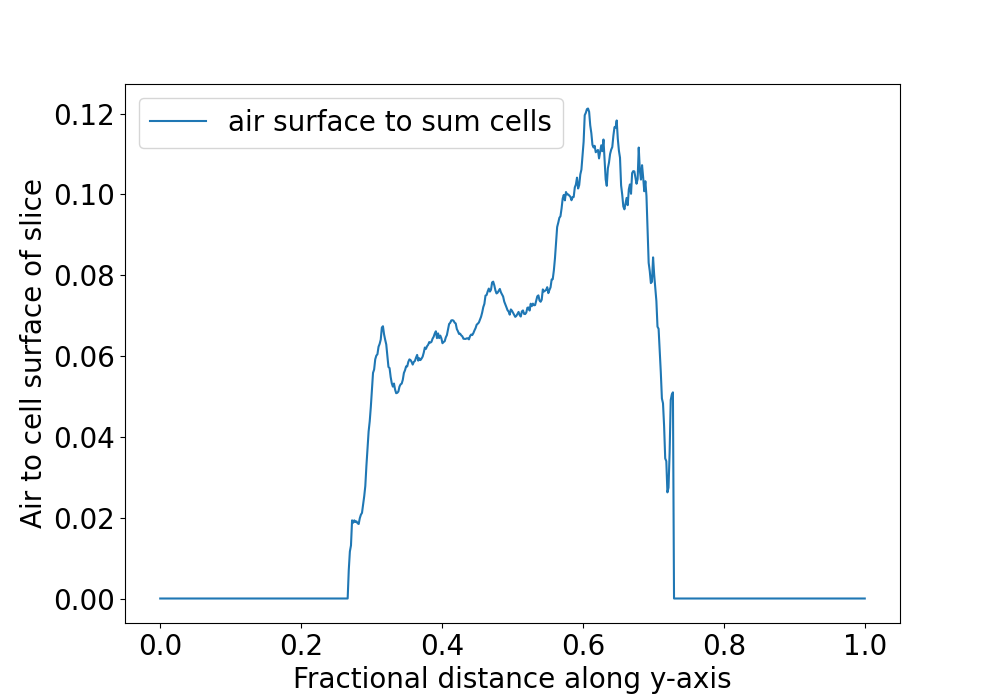 air surface to sum cells
Air to cell surface of slice
0.12
0.10
0.08
0.06
0.04
0.02
0.00
0.0 0.2 0.4 0.6 0.8 1.0
Fractional distance along y-axis